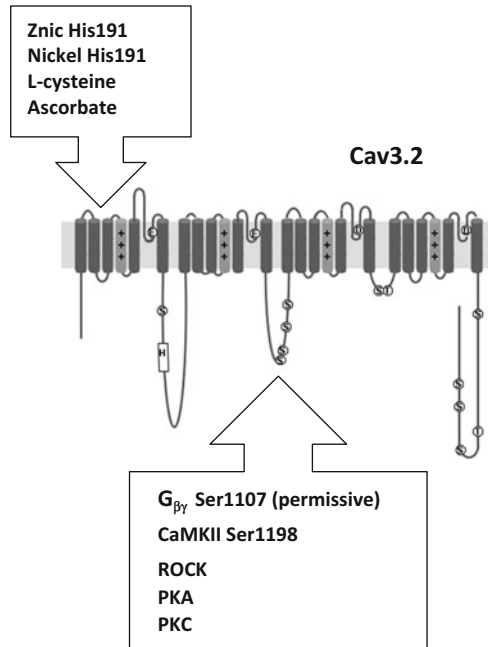 Znic His191
Nickel His191
L-cysteine
Ascorbate
Cav3.2
+ + + +
+ + + +
+ + + +
S
H
S
S
S
S
S
S
S
S
Gβγ Ser1107 (permissive)
CaMKII Ser1198
ROCK
PKA
PKC